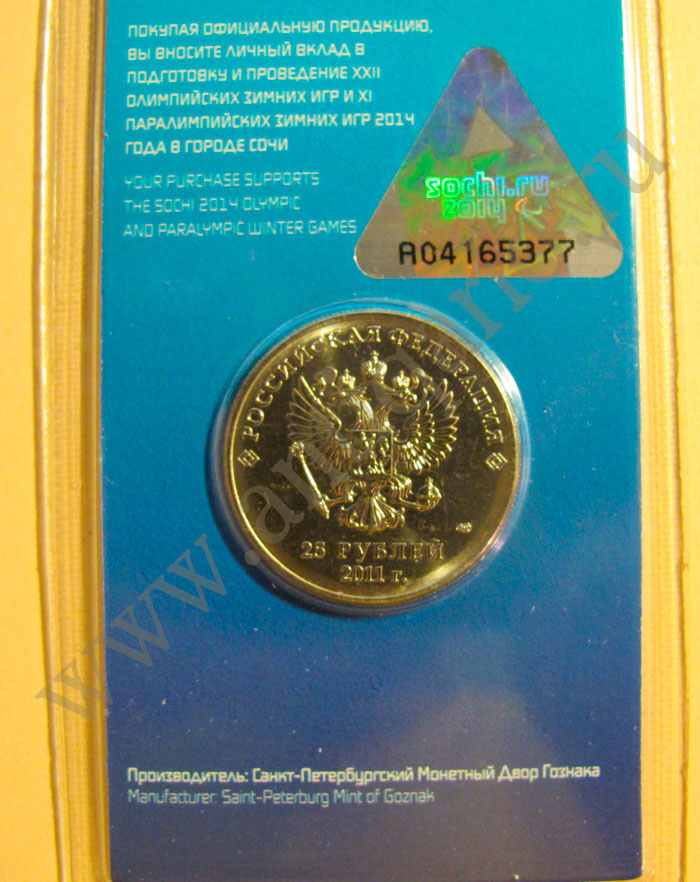 ПОКУПАЯ ОФИЦИАЛЬНУЮ ПРОДУКЦИЮ,
ВЫ ВНОСИТЕ ЛИЧНЫЙ ВКЛАД В
ПОДГОТОВКУ И ПРОВЕДЕНИЕ XXII
ОЛИМПИЙСКИХ ЗИМНИХ ИГР И XI
ПАРАЛИМПИЙСКИХ ЗИМНИХ ИГР 2014
ГОДА В ГОРОДЕ СОЧИ
YOUR PURCHASE SUPPORTS
THE SOCHI 2014 OLYMPIC
AND PARALYMPIC WINTER GAMES
sochi.ru
2014
A04165377
РОССИЙСКАЯ ФЕДЕРАЦИЯ
25 РУБЛЕЙ
2011 г.
Производитель: Санкт-Петербургский Монетный Двор Гознака
Manufacturer: Saint-Peterburg Mint of Goznak